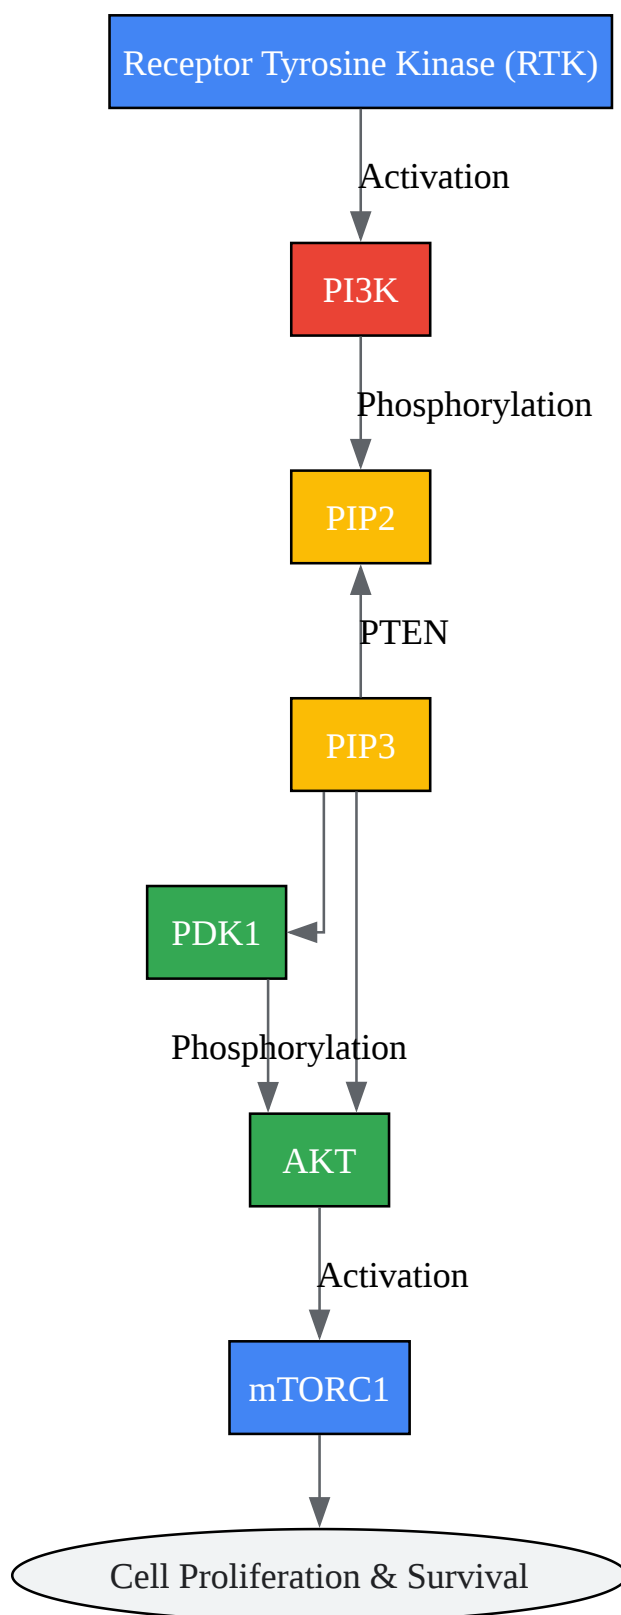 Receptor Tyrosine Kinase (RTK)
Activation
PI3K
Phosphorylation
PIP2
PTEN
PIP3
PDK1
Phosphorylation
AKT
Activation
mTORC1
Cell Proliferation & Survival